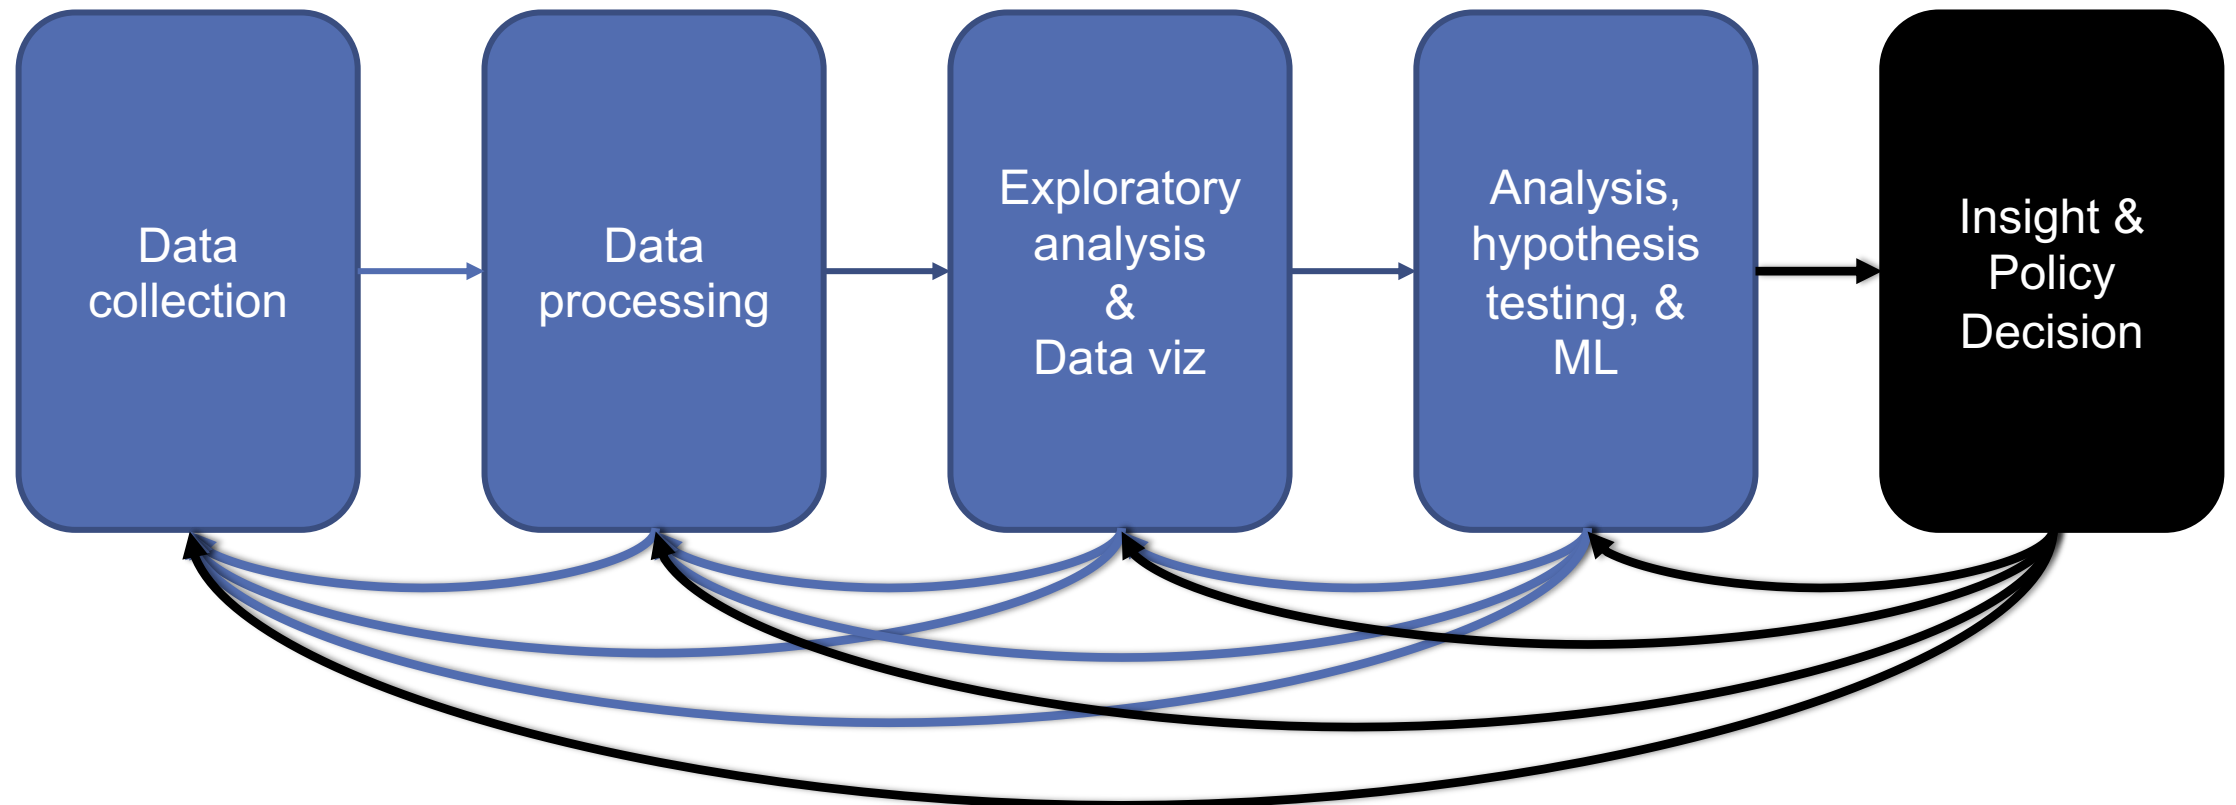 Data
collection
Data
processing
Exploratory
analysis
&
Data viz
Analysis,
hypothesis
testing, &
ML
Insight &
Policy
Decision